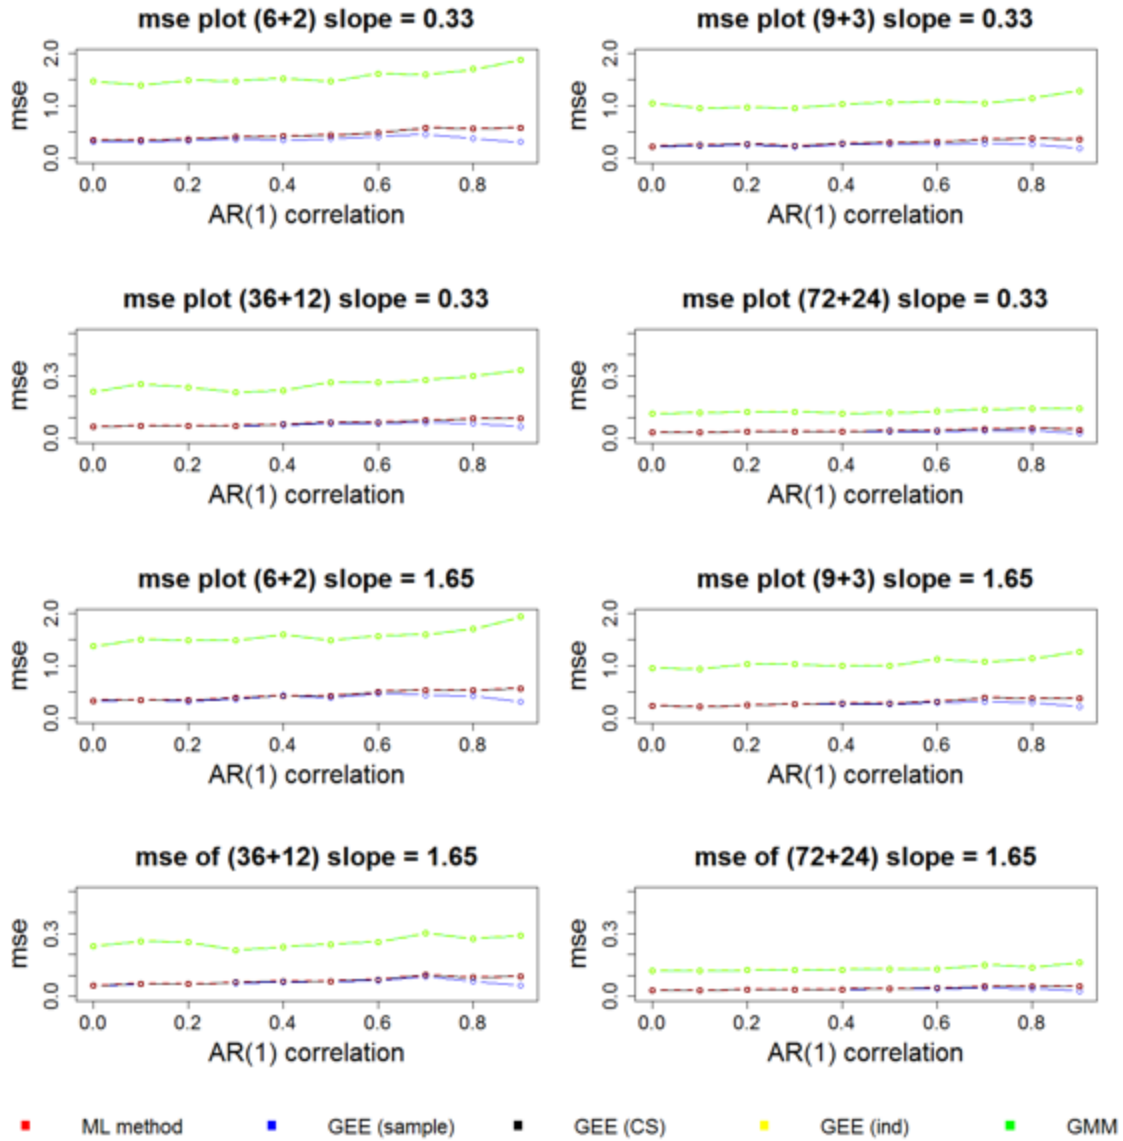 mse plot (6+2) slope = 0.33
mse
0.0 1.0 2.0
0.0 0.2 0.4 0.6 0.8
AR(1) correlation
mse plot (9+3) slope = 0.33
mse
0.0 1.0 2.0
0.0 0.2 0.4 0.6 0.8
AR(1) correlation
mse plot (36+12) slope = 0.33
mse
0.0 0.3
0.0 0.2 0.4 0.6 0.8
AR(1) correlation
mse plot (72+24) slope = 0.33
mse
0.0 0.3
0.0 0.2 0.4 0.6 0.8
AR(1) correlation
mse plot (6+2) slope = 1.65
mse
0.0 1.0 2.0
0.0 0.2 0.4 0.6 0.8
AR(1) correlation
mse plot (9+3) slope = 1.65
mse
0.0 1.0 2.0
0.0 0.2 0.4 0.6 0.8
AR(1) correlation
mse of (36+12) slope = 1.65
mse
0.0 0.3
0.0 0.2 0.4 0.6 0.8
AR(1) correlation
mse of (72+24) slope = 1.65
mse
0.0 0.3
0.0 0.2 0.4 0.6 0.8
AR(1) correlation
ML method GEE (sample) GEE (CS) GEE (ind) GMM